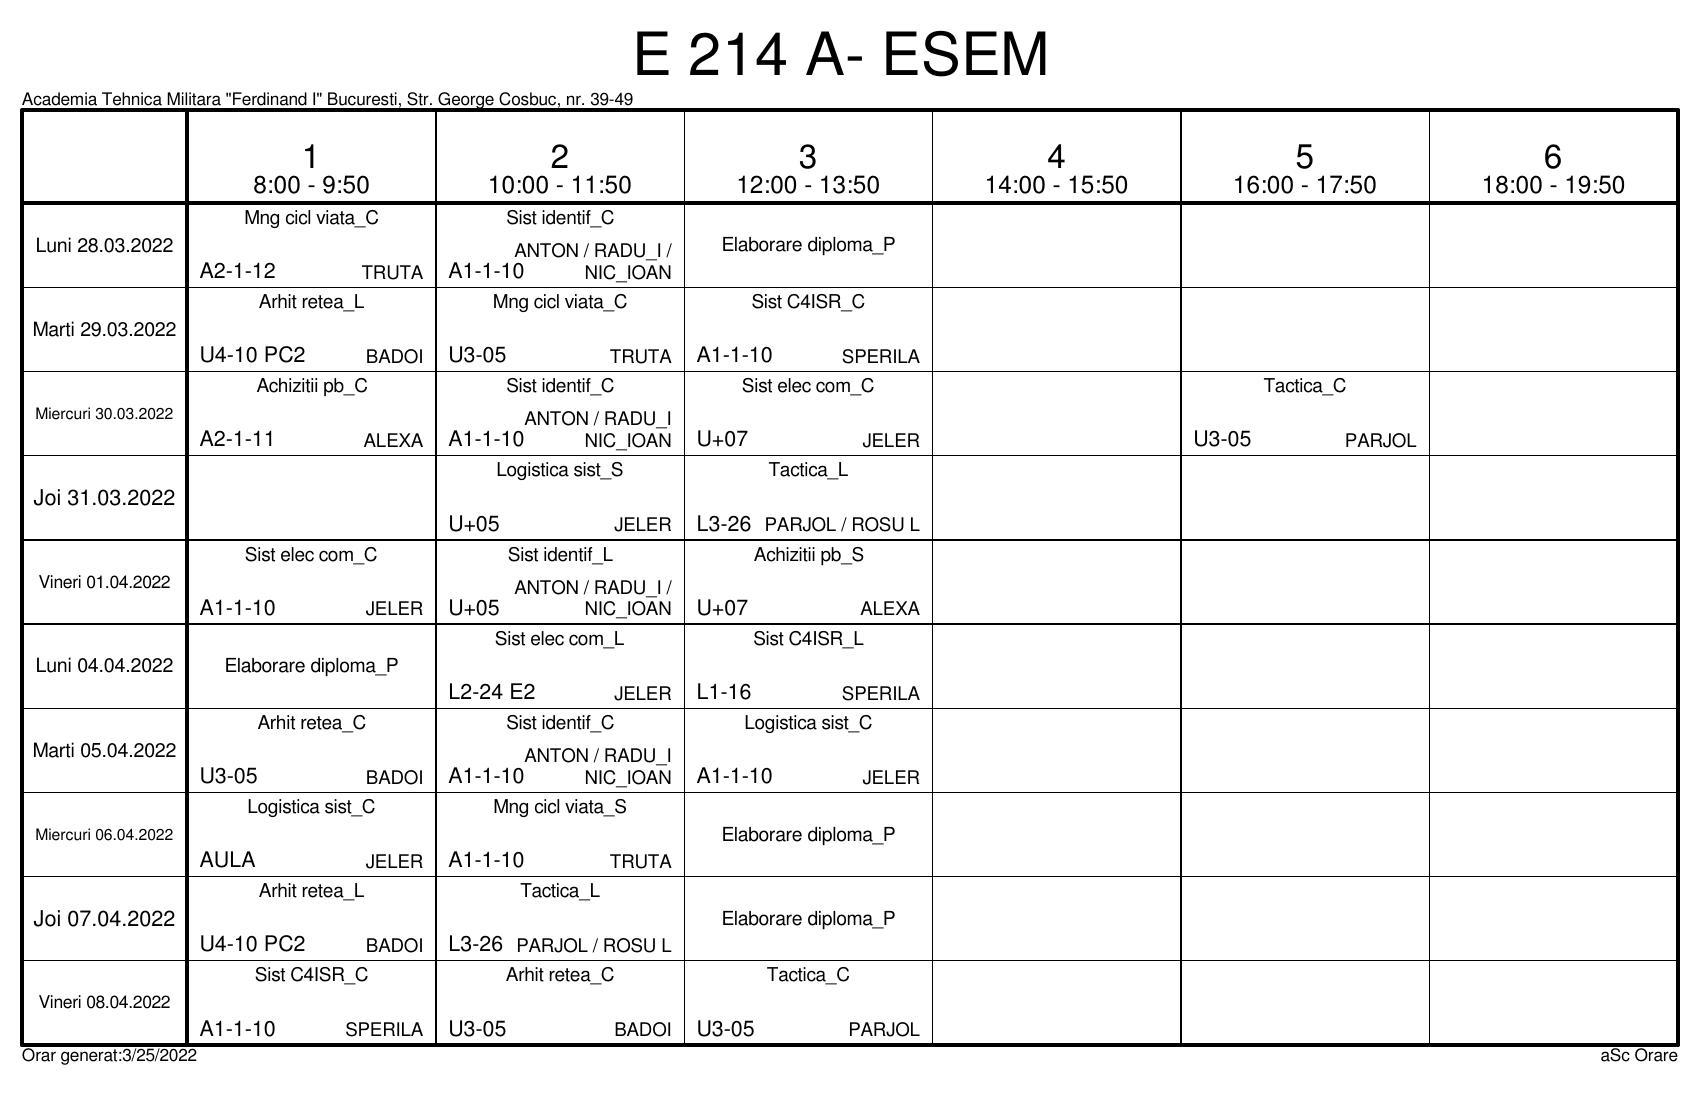 E 214 A- ESEM
Academia Tehnica Militara "Ferdinand I" Bucuresti, Str. George Cosbuc, nr. 39-49
1 2 3 4 5 6
8:00 - 9:50 10:00 - 11:50 12:00 - 13:50 14:00 - 15:50 16:00 - 17:50 18:00 - 19:50
Luni 28.03.2022
Mng cicl viata_C
A2-1-12 TRUTA
Sist identif_C
ANTON / RADU_I /
A1-1-10 NIC_IOAN
Elaborare diploma_P
Marti 29.03.2022
Arhit retea_L
U4-10 PC2 BADOI
Mng cicl viata_C
U3-05 TRUTA
Sist C4ISR_C
A1-1-10 SPERILA
Miercuri 30.03.2022
Achizitii pb_C
A2-1-11 ALEXA
Sist identif_C
ANTON / RADU_I
A1-1-10 NIC_IOAN
Sist elec com_C
U+07 JELER
Tactica_C
U3-05 PARJOL
Joi 31.03.2022
Logistica sist_S
U+05 JELER
Tactica_L
L3-26 PARJOL / ROSU L
Vineri 01.04.2022
Sist elec com_C
A1-1-10 JELER
Sist identif_L
ANTON / RADU_I /
U+05 NIC_IOAN
Achizitii pb_S
U+07 ALEXA
Luni 04.04.2022
Elaborare diploma_P
Sist elec com_L
L2-24 E2 JELER
Sist C4ISR_L
L1-16 SPERILA
Marti 05.04.2022
Arhit retea_C
U3-05 BADOI
Sist identif_C
ANTON / RADU_I
A1-1-10 NIC_IOAN
Logistica sist_C
A1-1-10 JELER
Miercuri 06.04.2022
Logistica sist_C
AULA JELER
Mng cicl viata_S
A1-1-10 TRUTA
Elaborare diploma_P
Joi 07.04.2022
Arhit retea_L
U4-10 PC2 BADOI
Tactica_L
L3-26 PARJOL / ROSU L
Elaborare diploma_P
Vineri 08.04.2022
Sist C4ISR_C
A1-1-10 SPERILA
Arhit retea_C
U3-05 BADOI
Tactica_C
U3-05 PARJOL
Orar generat:3/25/2022 aSc Orare